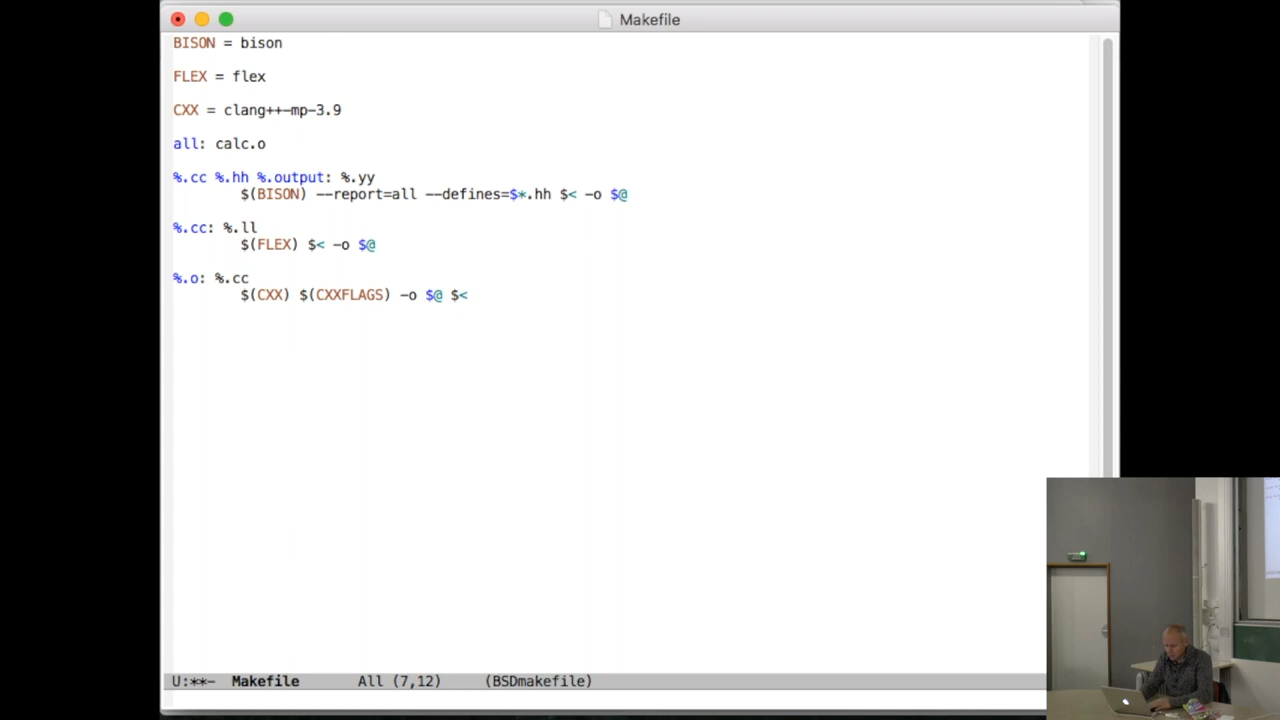 Makefile
BISON = bison
FLEX = flex
CXX = clang++-mp-3.9
all: calc.o
%.cc %.hh %.output: %.yy
$(BISON) --report=all --defines=$*.hh $< -o $@
%.cc: %.ll
$(FLEX) $< -o $@
%.o: %.cc
$(CXX) $(CXXFLAGS) -o $@ $<
U:**- Makefile All (7,12) (BSDmakefile)